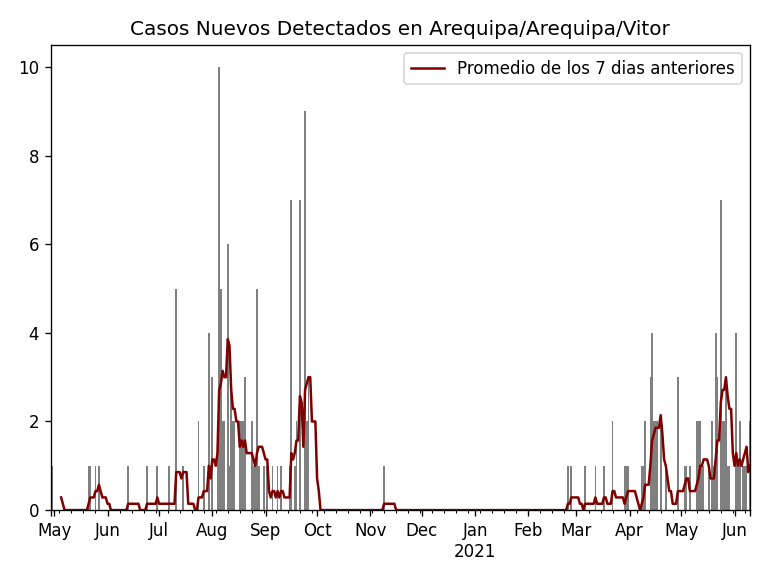 Casos Nuevos Detectados en Arequipa/Arequipa/Vitor
Promedio de los 7 dias anteriores
10
8
6
4
2
0
May Jun Jul Aug Sep Oct Nov Dec Jan Feb Mar Apr May Jun
2021